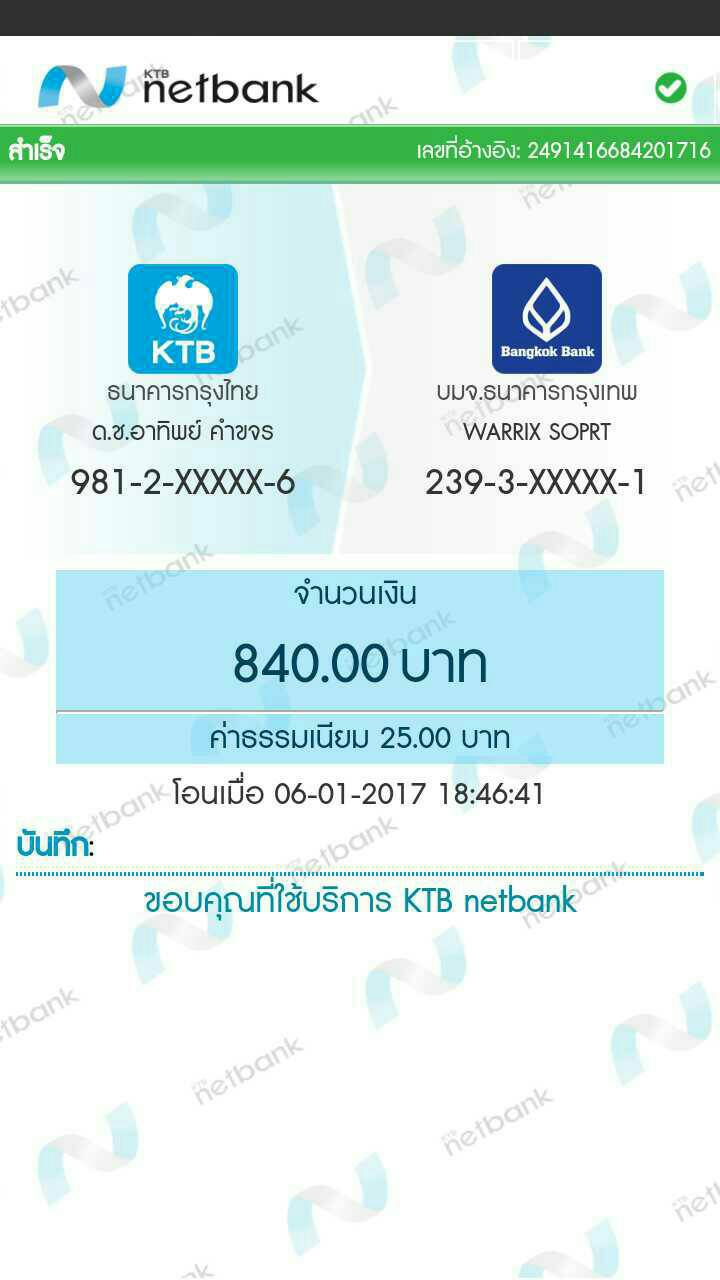 KTB netbank
สำเร็จ
เลขที่อ้างอิง: 2491416684201716
KTB
Bangkok Bank
ธนาคารกรุงไทย
บมจ.ธนาคารกรุงเทพ
ด.ช.อาทิพย์ คำขจร
WARRIX SOPRT
981-2-XXXXX-6
239-3-XXXXX-1
จำนวนเงิน
840.00 บาท
ค่าธรรมเนียม 25.00 บาท
โอนเมื่อ 06-01-2017 18:46:41
บันทึก:
ขอบคุณที่ใช้บริการ KTB netbank